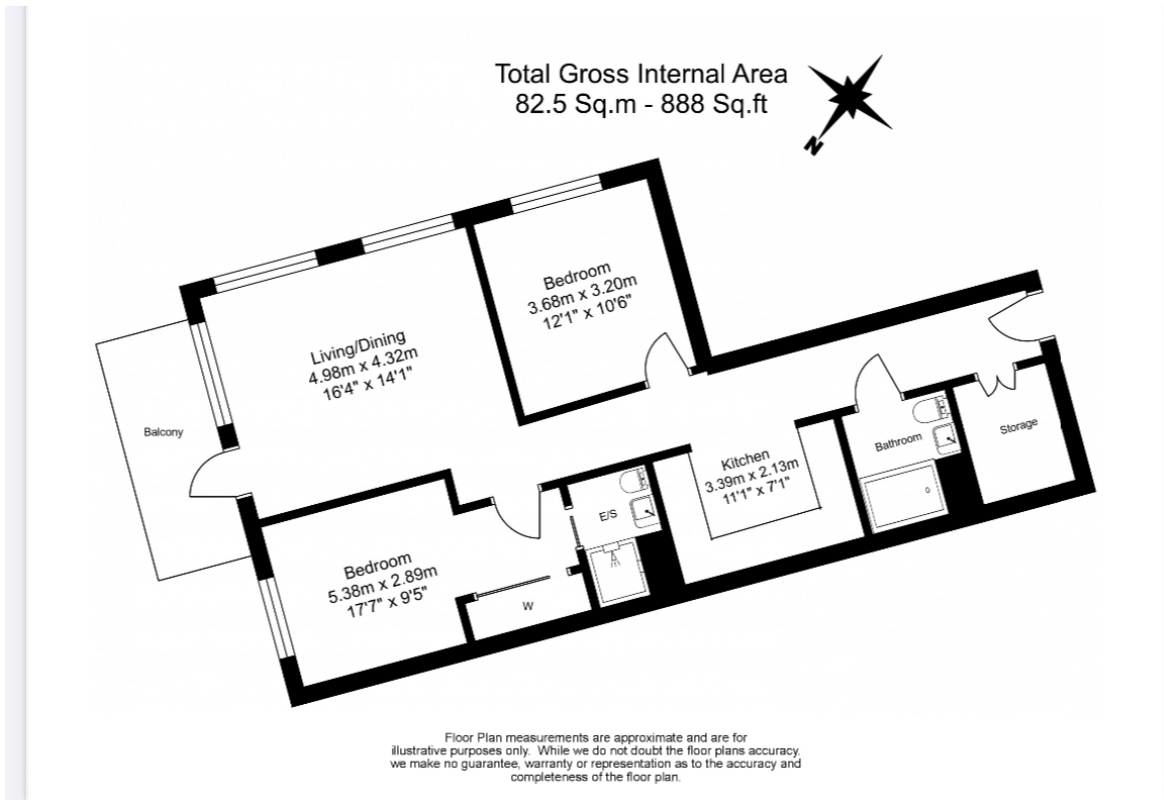 Total Gross Internal Area
82.5 Sq.m - 888 Sq.ft
N
Bedroom
3.68m x 3.20m
12'1" x 10'6"
Living/Dining
4.98m x 4.32m
16'4" x 14'1"
Balcony
Kitchen
3.39m x 2.13m
11'1" x 7'1"
Bathroom
Storage
E/S
Bedroom
5.38m x 2.89m
17'7" x 9'5"
W
Floor Plan measurements are approximate and are for
illustrative purposes only. While we do not doubt the floor plans accuracy,
we make no guarantee, warranty or representation as to the accuracy and
completeness of the floor plan.